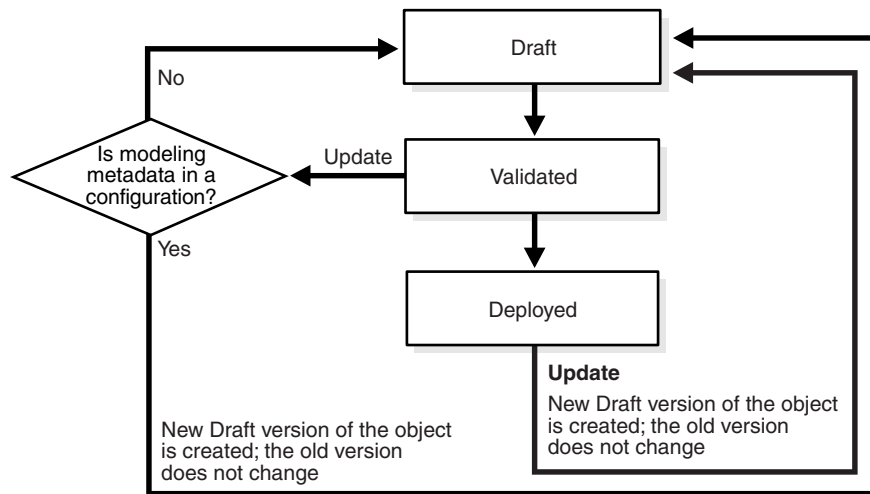 Draft
No
Is modeling
metadata in a
configuration?
Update
Validated
Yes
Deployed
Update
New Draft version of the object
is created; the old version
does not change
New Draft version of the object
is created; the old version
does not change